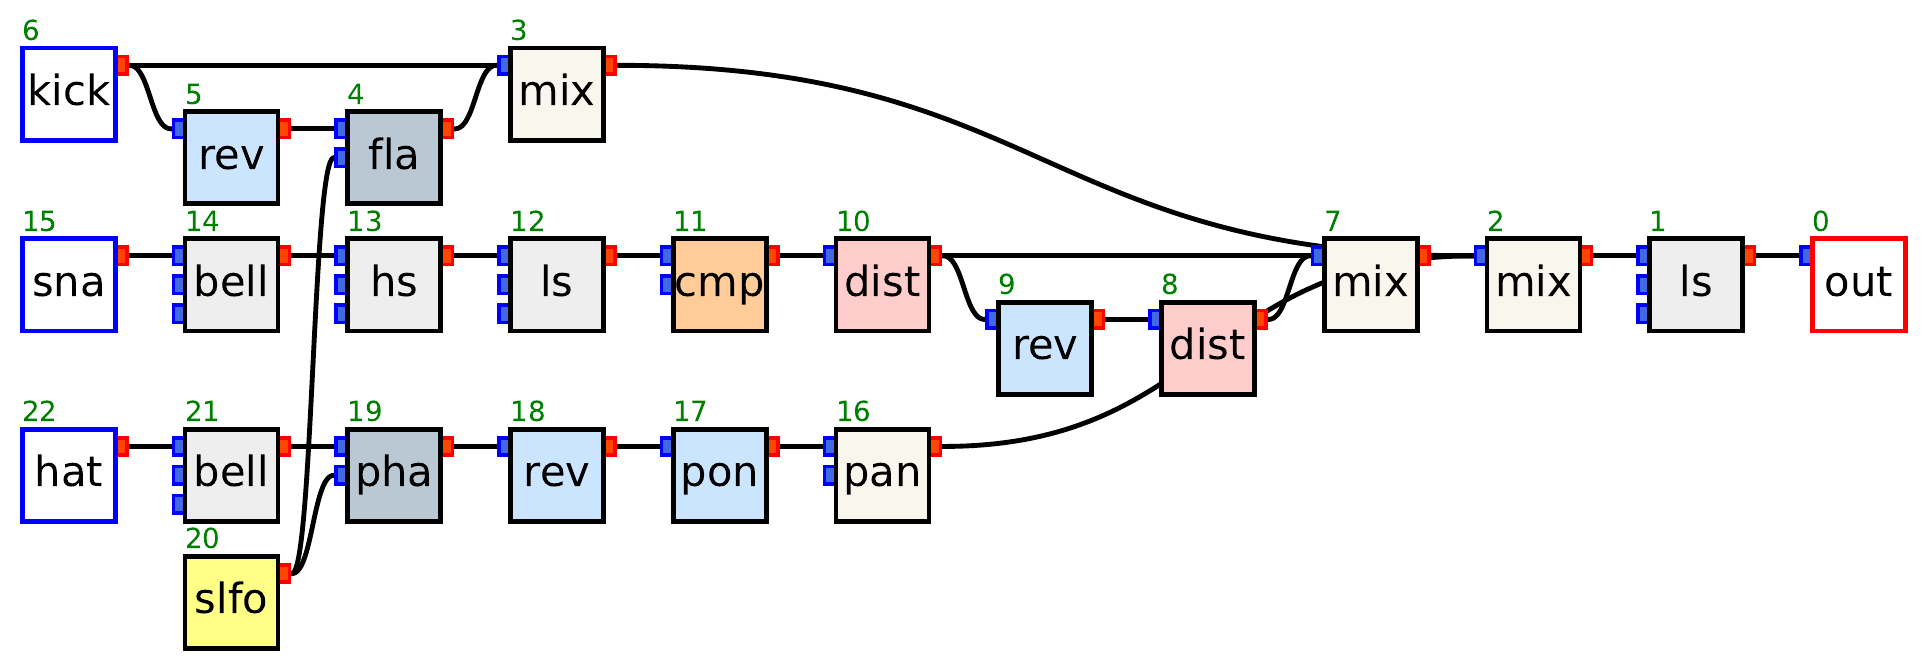 6 3
kick mix
5 4
rev fla
15 14 13 12 11 10 7 2 1 0
sna bell hs ls cmp dist mix mix ls out
9 8
rev dist
22 21 19 18 17 16
hat bell pha rev pon pan
20
slfo